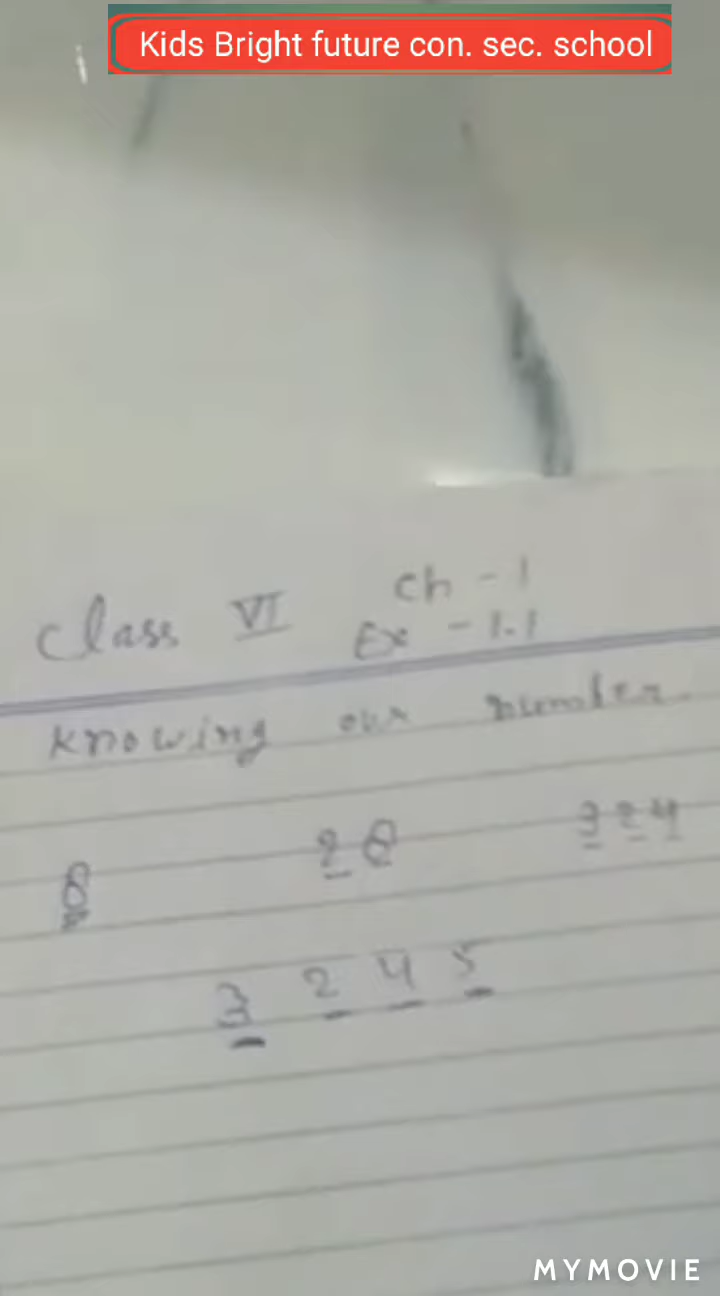 Kids Bright future con. sec. school
Class VI Ch - 1
Ex - 1.1
Knowing our number
8 28 324
3 2 4 5
MYMOVIE